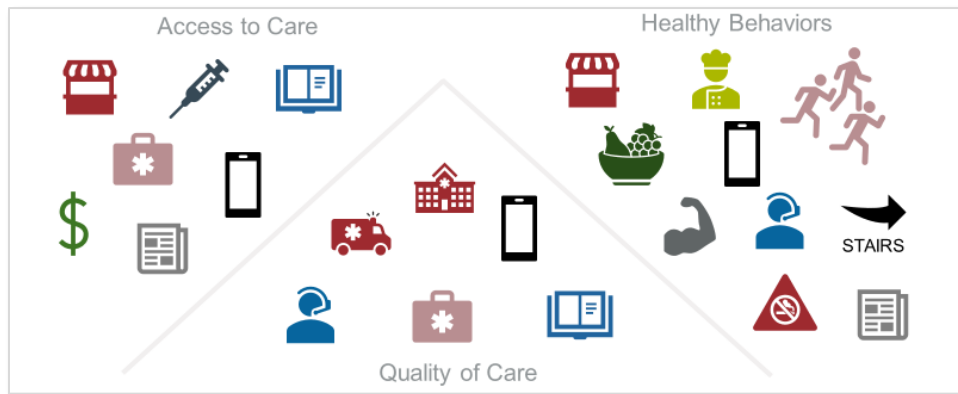 Access to Care
Healthy Behaviors
STAIRS
Quality of Care